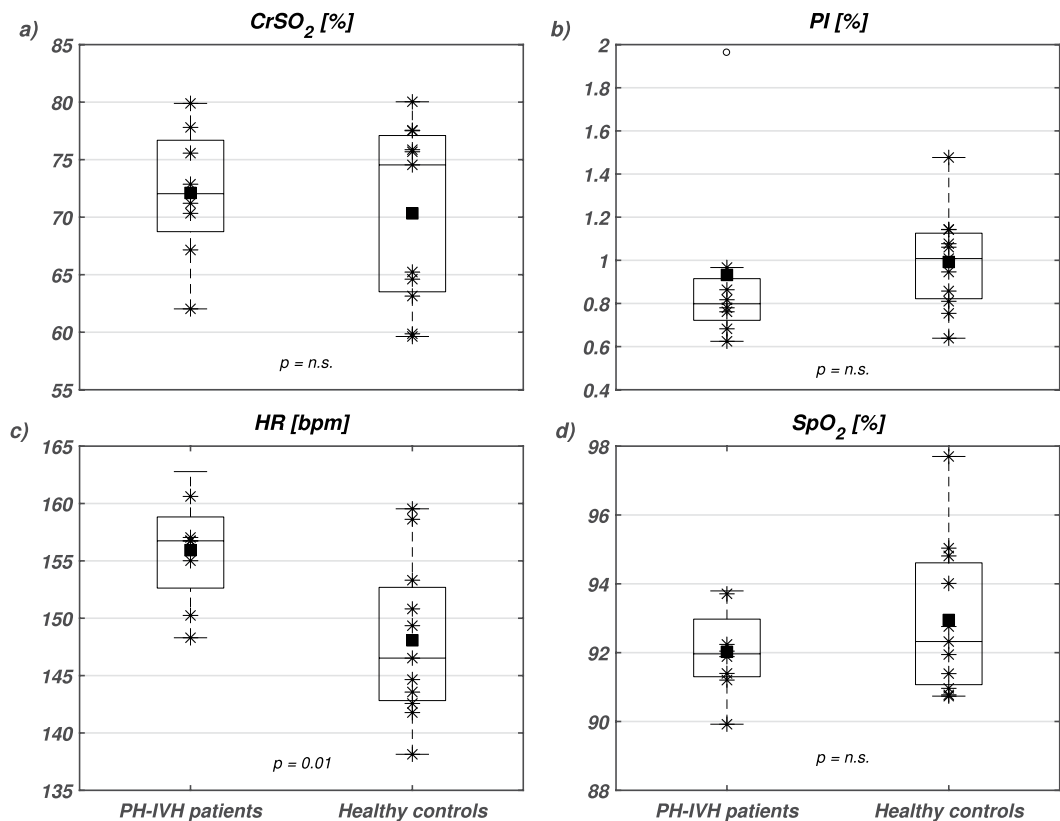 a)
CrSO2 [%]
85
80
75
70
65
60
55
p = n.s.
b)
PI [%]
2
1.8
1.6
1.4
1.2
1
0.8
0.6
0.4
p = n.s.
c)
HR [bpm]
165
160
155
150
145
140
135
p = 0.01
PH-IVH patients
Healthy controls
d)
SpO2 [%]
98
96
94
92
90
88
p = n.s.
PH-IVH patients
Healthy controls